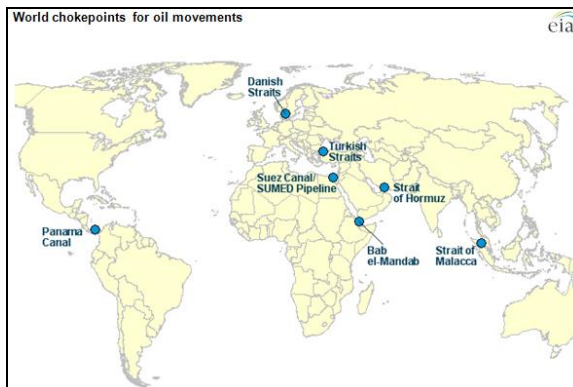 World chokepoints for oil movements
eia
Danish
Straits
Turkish
Straits
Suez Canal/
SUMED Pipeline
Strait
of Hormuz
Panama
Canal
Bab
el-Mandab
Strait of
Malacca